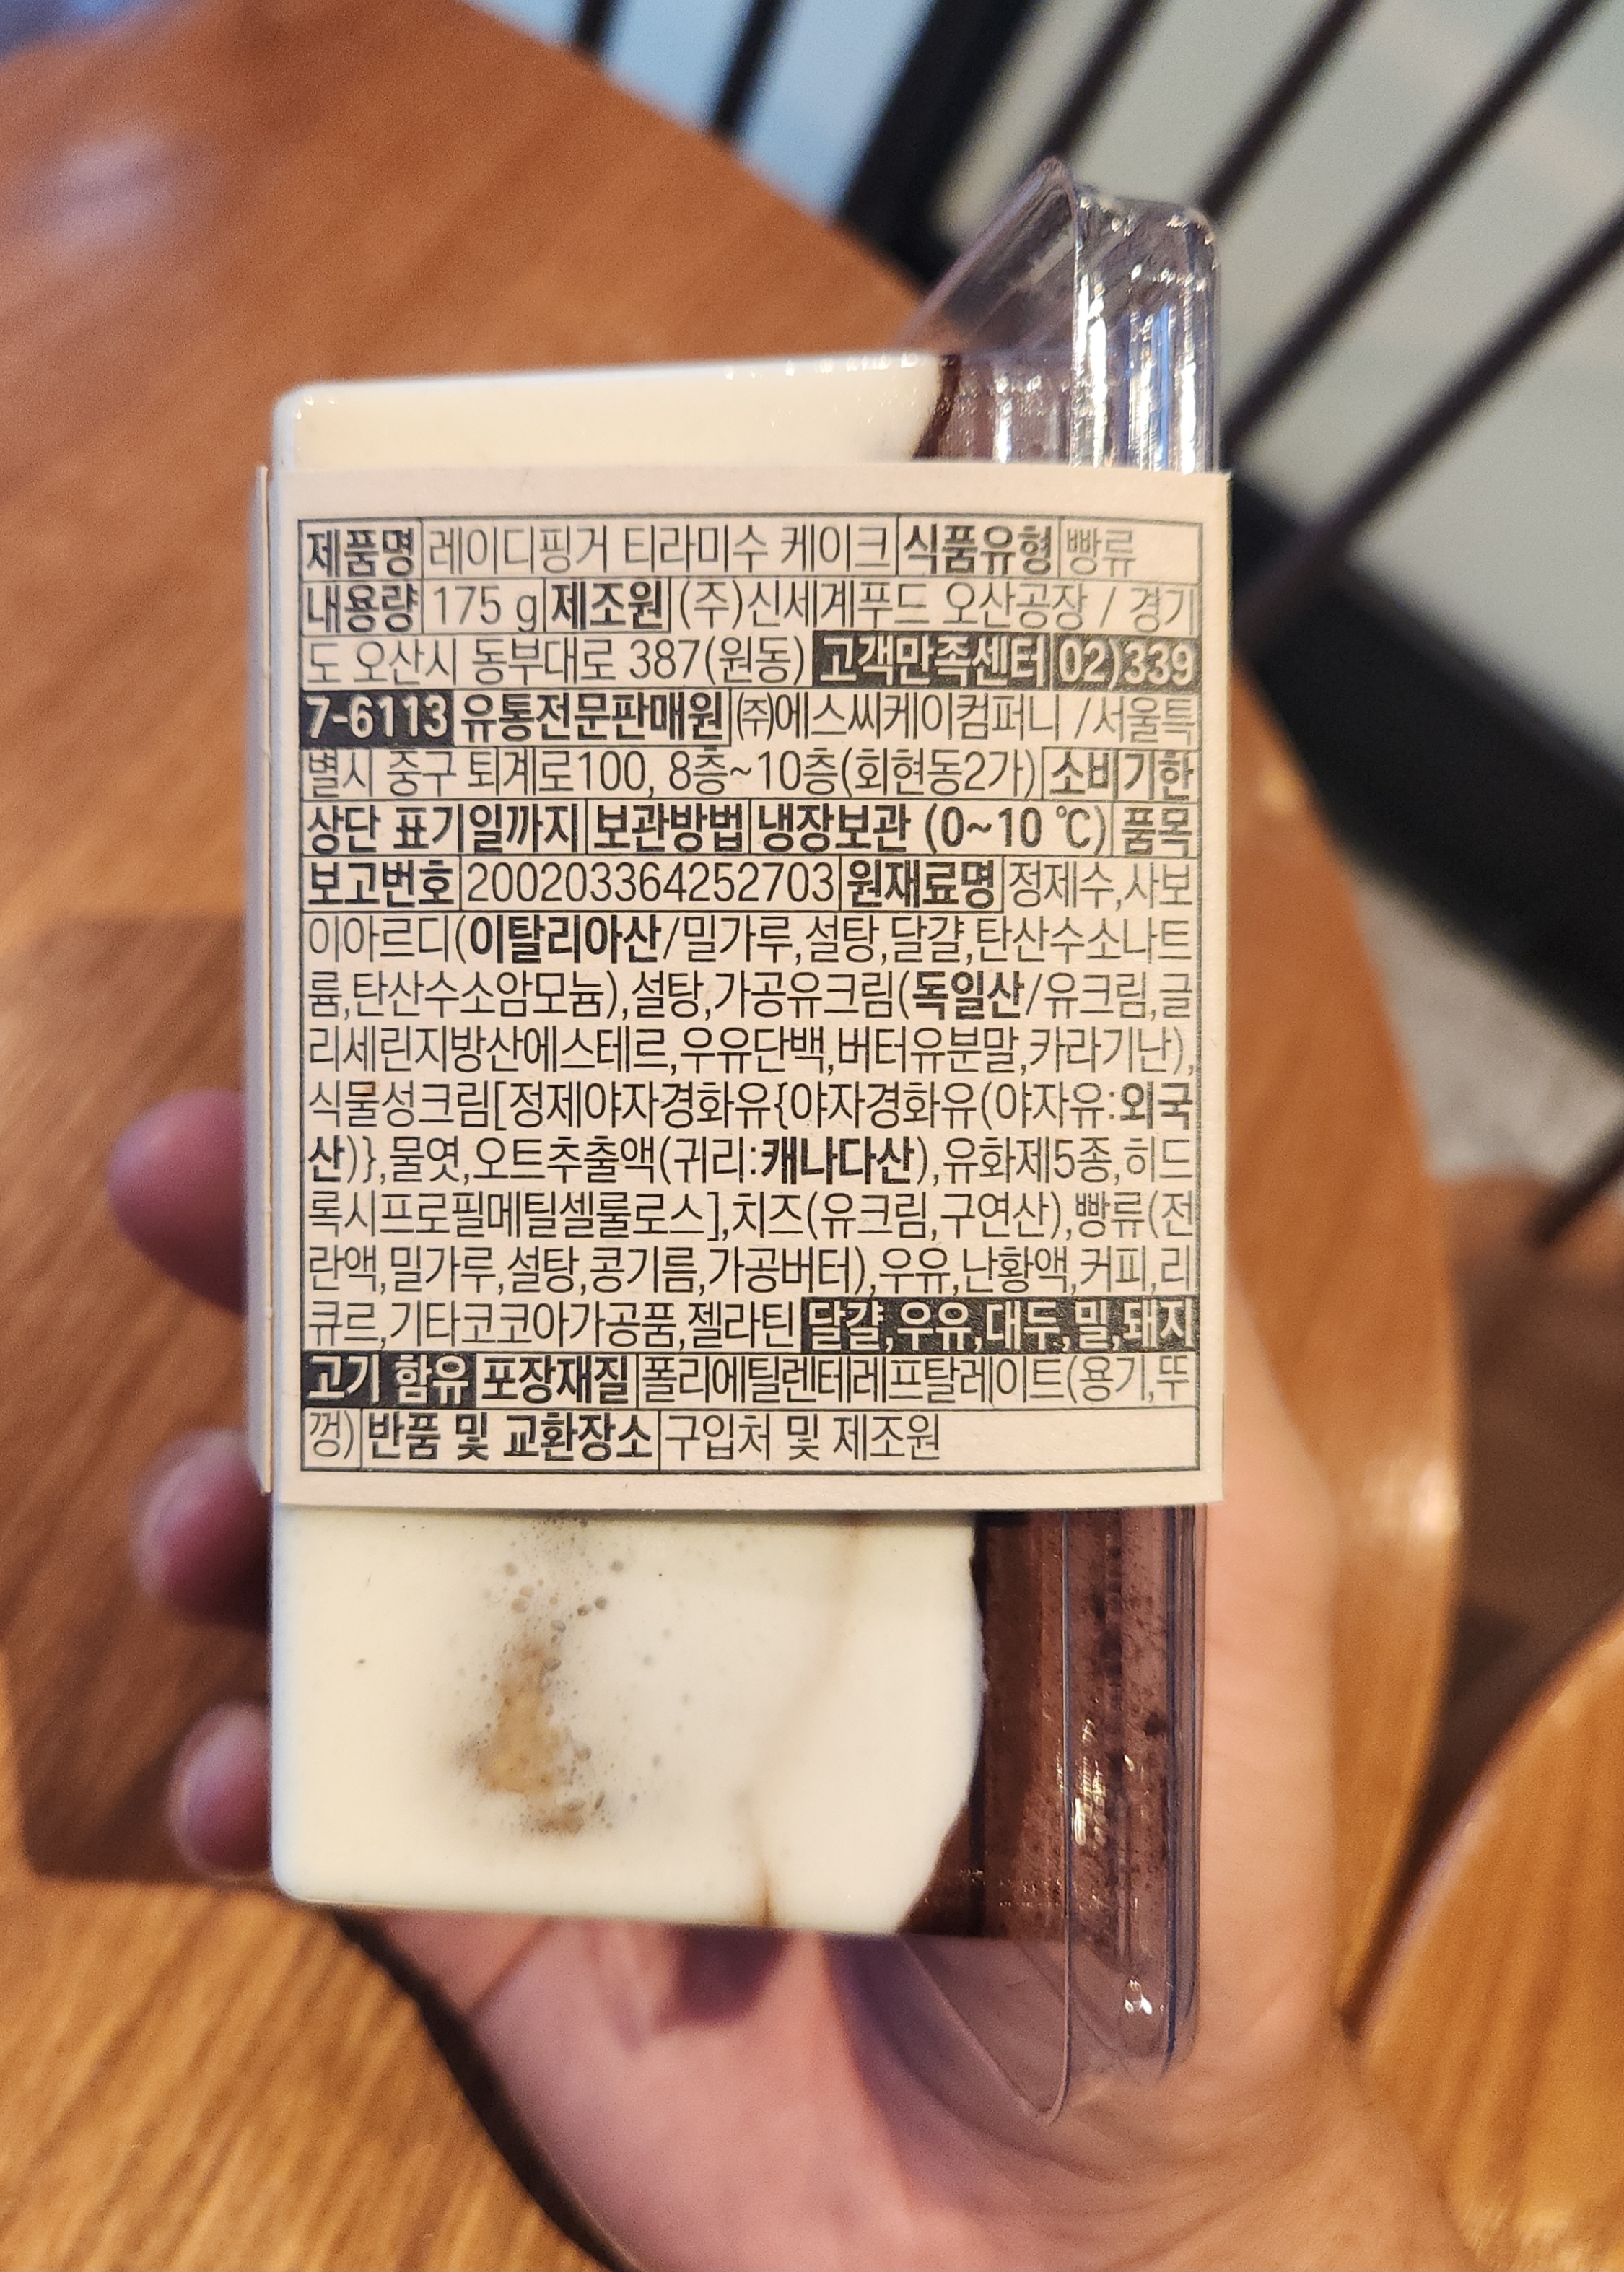 제품명 레이디핑거 티라미수 케이크 식품유형 빵류
내용량 175 g 제조원 (주)신세계푸드 오산공장 / 경기
도 오산시 동부대로 387(원동) 고객만족센터 02)339
7-6113 유통전문판매원 ㈜에스씨케이컴퍼니 /서울특
별시 중구 퇴계로100, 8층~10층(회현동2가) 소비기한
상단 표기일까지 보관방법 냉장보관 (0~10 ℃) 품목
보고번호 200203364252703 원재료명 정제수,사보
이아르디(이탈리아산/밀가루,설탕,달걀,탄산수소나트
륨,탄산수소암모늄),설탕,가공유크림(독일산/유크림,글
리세린지방산에스테르,우유단백,버터유분말,카라기난),
식물성크림[정제야자경화유{야자경화유(야자유:외국
산)},물엿,오트추출액(귀리:캐나다산),유화제5종,히드
록시프로필메틸셀룰로스],치즈(유크림,구연산),빵류(전
란액,밀가루,설탕,콩기름,가공버터),우유,난황액,커피,리
큐르,기타코코아가공품,젤라틴 달걀,우유,대두,밀,돼지
고기 함유 포장재질 폴리에틸렌테레프탈레이트(용기,뚜
껑) 반품 및 교환장소 구입처 및 제조원